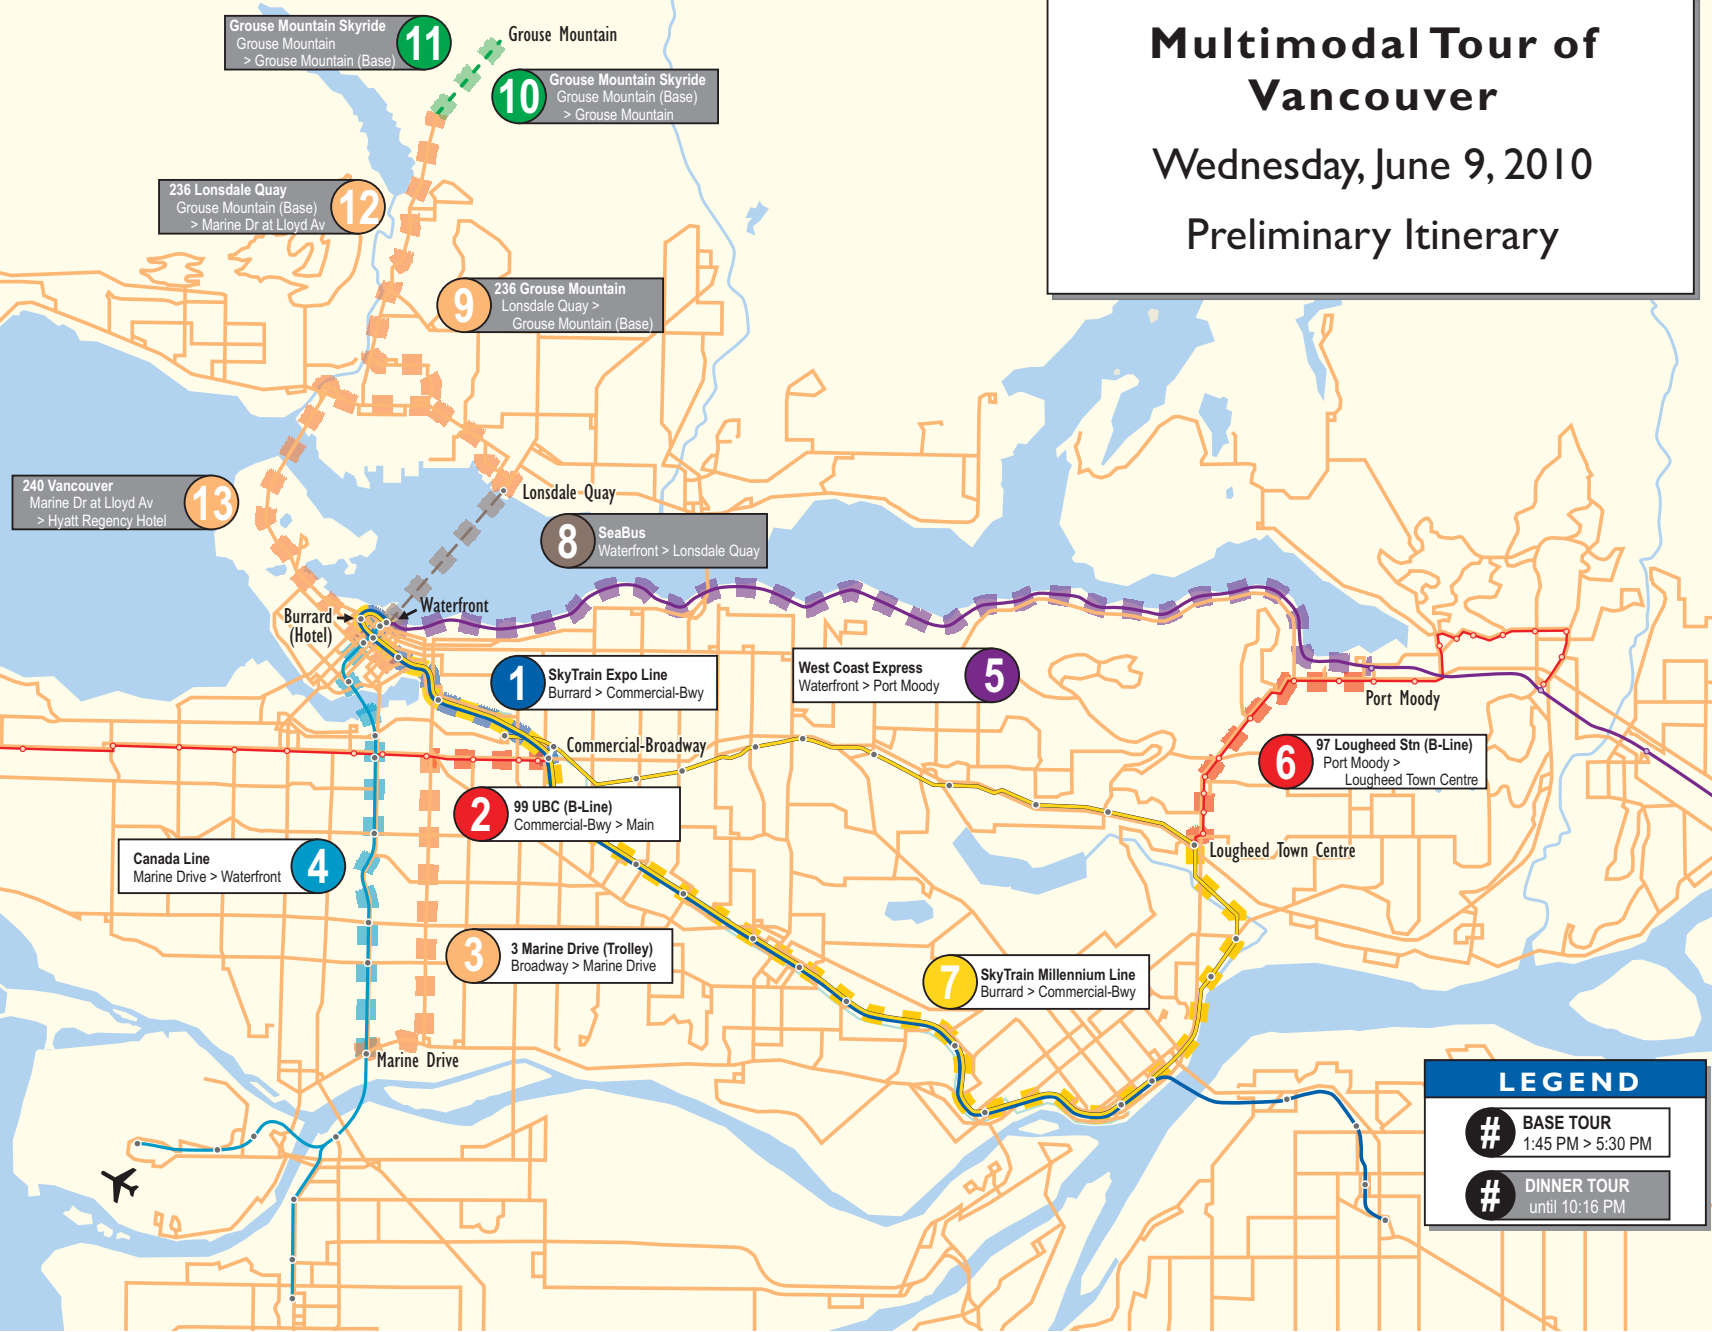 Multimodal Tour of
Vancouver
Wednesday, June 9, 2010
Preliminary Itinerary
Grouse Mountain Skyride
Grouse Mountain
> Grouse Mountain (Base)
11
Grouse Mountain
10
Grouse Mountain Skyride
Grouse Mountain (Base)
> Grouse Mountain
236 Lonsdale Quay
Grouse Mountain (Base)
> Marine Dr at Lloyd Av
12
9
236 Grouse Mountain
Lonsdale Quay >
Grouse Mountain (Base)
240 Vancouver
Marine Dr at Lloyd Av
> Hyatt Regency Hotel
13
Lonsdale Quay
8
SeaBus
Waterfront > Lonsdale Quay
Burrard
(Hotel)
Waterfront
1
SkyTrain Expo Line
Burrard > Commercial-Bwy
West Coast Express
Waterfront > Port Moody
5
Port Moody
Commercial-Broadway
6
97 Lougheed Stn (B-Line)
Port Moody >
Lougheed Town Centre
2
99 UBC (B-Line)
Commercial-Bwy > Main
Canada Line
Marine Drive > Waterfront
4
Lougheed Town Centre
3
3 Marine Drive (Trolley)
Broadway > Marine Drive
7
SkyTrain Millennium Line
Burrard > Commercial-Bwy
Marine Drive
LEGEND
#
BASE TOUR
1:45 PM > 5:30 PM
#
DINNER TOUR
until 10:16 PM